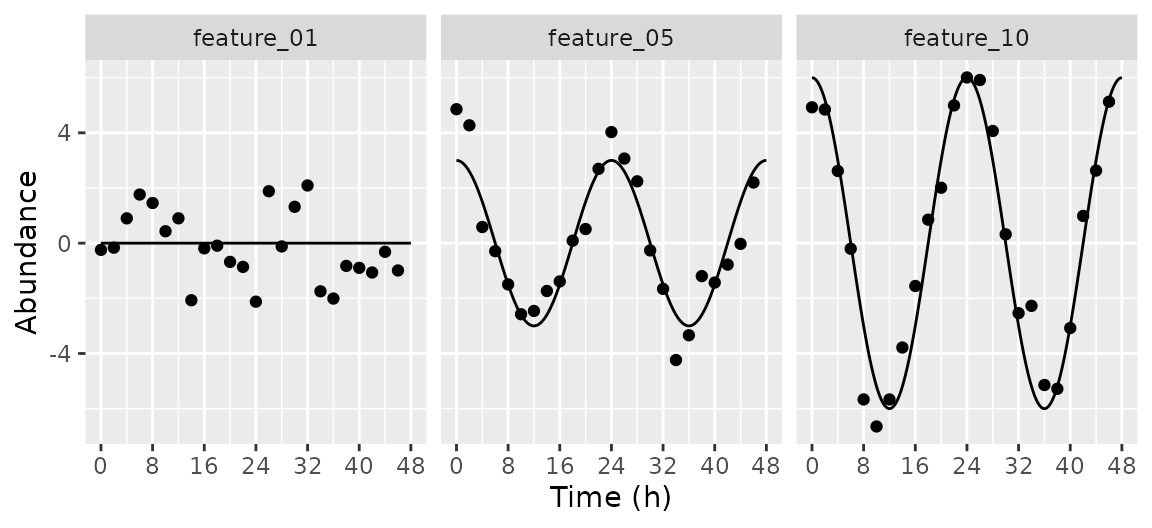 feature_01 feature_05 feature_10
Abundance
4
0
-4
0 8 16 24 32 40 48 0 8 16 24 32 40 48 0 8 16 24 32 40 48
Time (h)